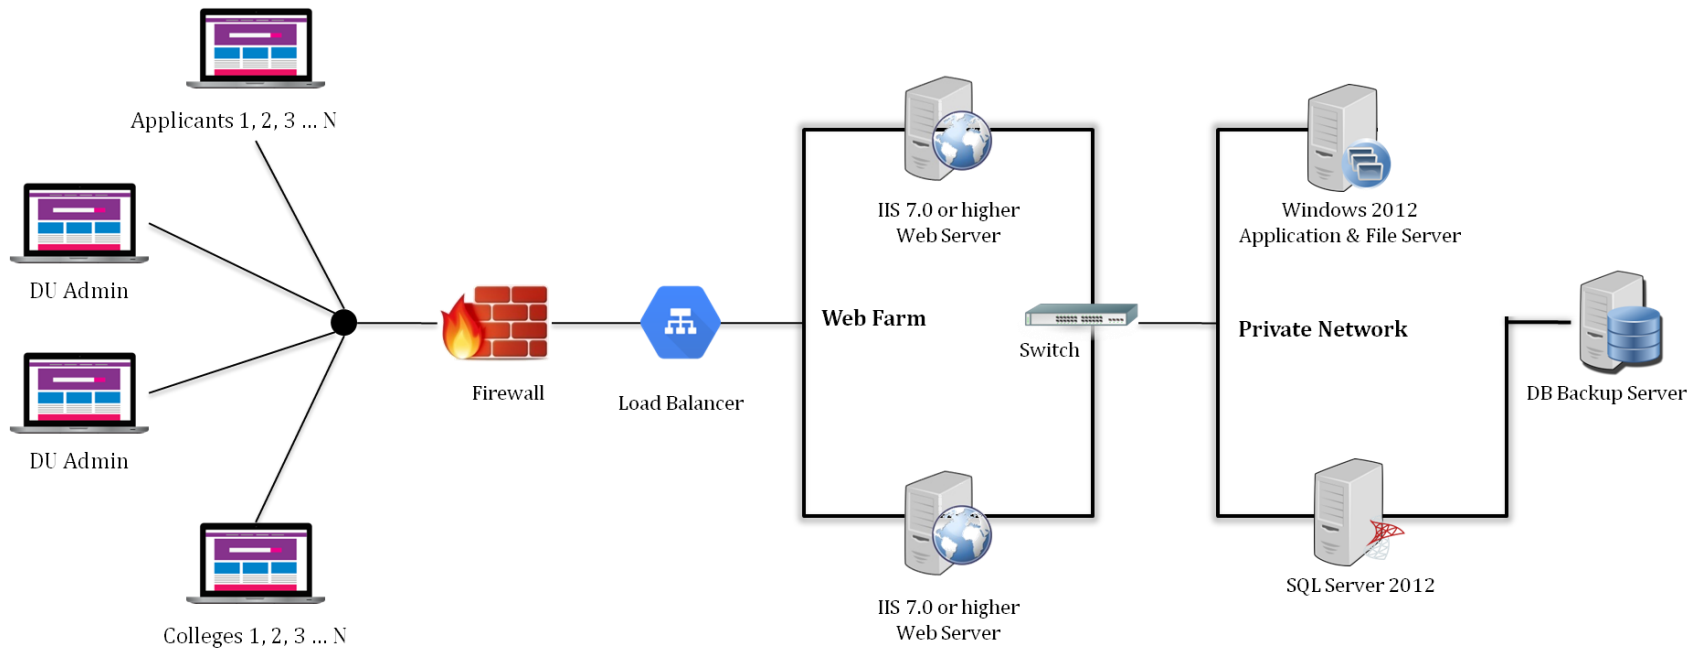 Applicants 1, 2, 3 ... N
DU Admin
DU Admin
Colleges 1, 2, 3 ... N
Firewall
Load Balancer
IIS 7.0 or higher
Web Server
Web Farm
IIS 7.0 or higher
Web Server
Switch
Windows 2012
Application & File Server
Private Network
SQL Server 2012
DB Backup Server